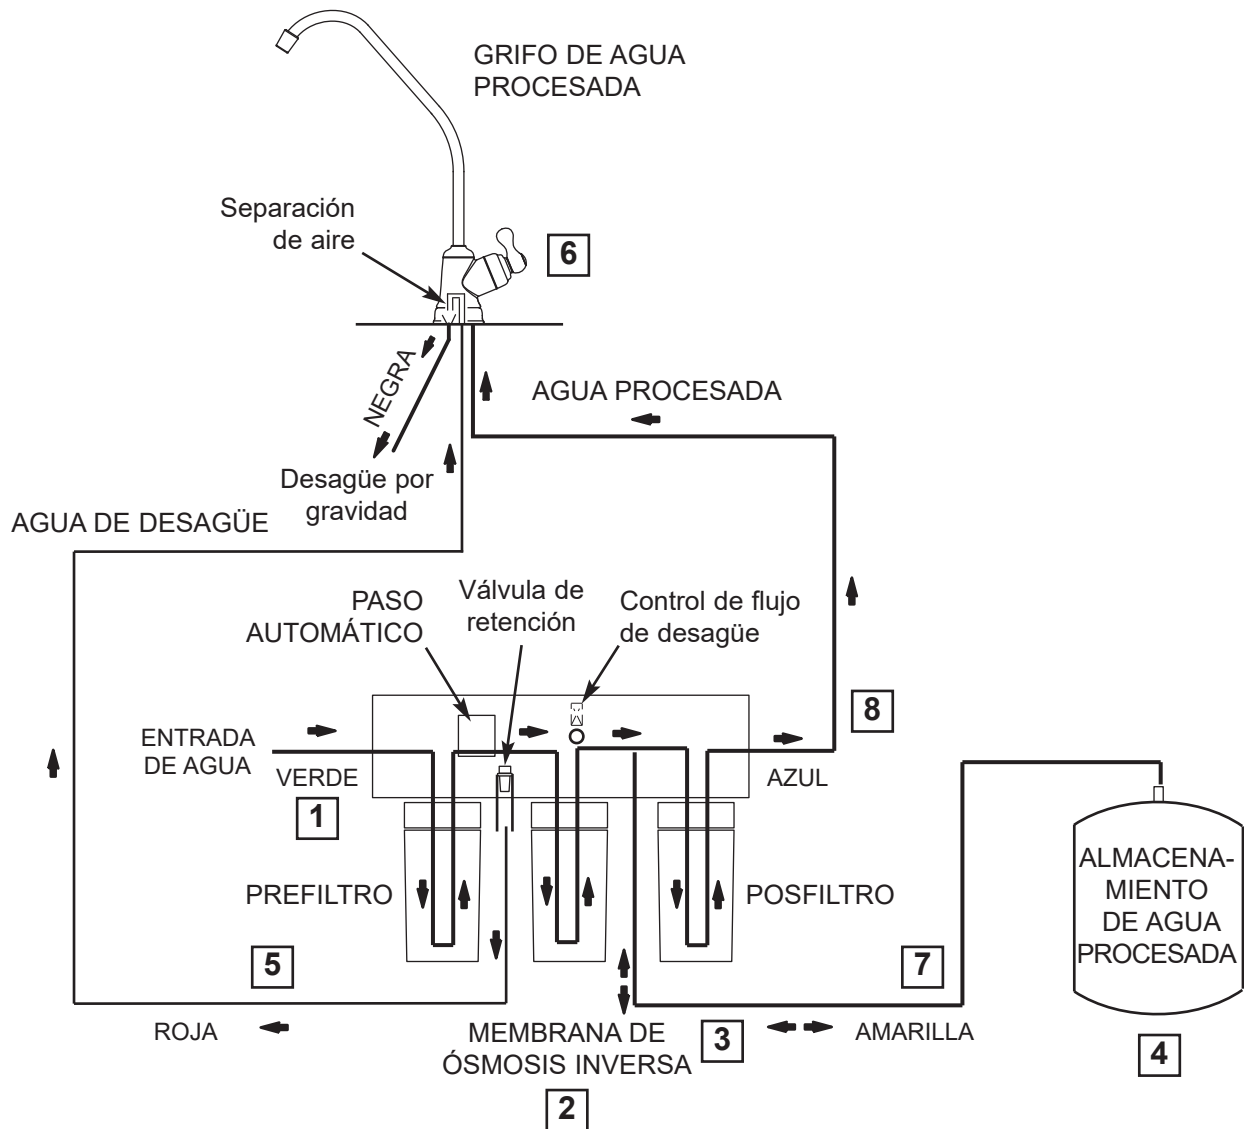 GRIFO DE AGUA
PROCESADA
Separación
de aire
6
NEGRA
AGUA PROCESADA
Desagüe por
gravidad
AGUA DE DESAGÜE
PASO
AUTOMÁTICO
Válvula de
retención
Control de flujo
de desagüe
8
ENTRADA
DE AGUA
VERDE
1
AZUL
PREFILTRO
POSFILTRO
ALMACENA-
MIENTO
DE AGUA
PROCESADA
5
7
ROJA
MEMBRANA DE
ÓSMOSIS INVERSA
3
AMARILLA
4
2